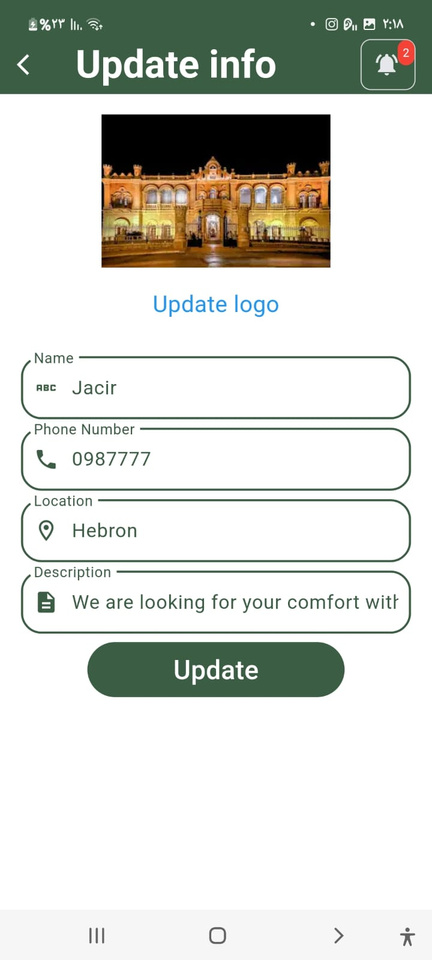 %٢٣ ٢:١٨
Update info
2
Update logo
Name
ABC Jacir
Phone Number
0987777
Location
Hebron
Description
We are looking for your comfort with
Update